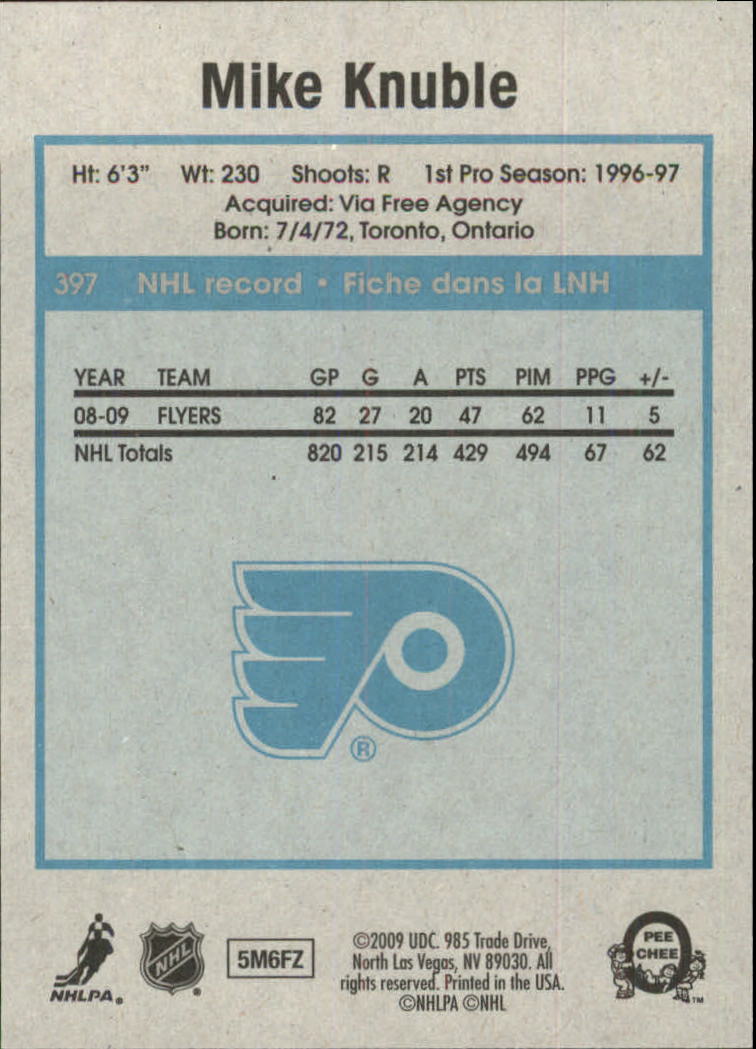 Mike Knuble
Ht: 6'3" Wt: 230 Shoots: R 1st Pro Season: 1996-97
Acquired: Via Free Agency
Born: 7/4/72, Toronto, Ontario
397 NHL record • Fiche dans la LNH
YEAR TEAM GP G A PTS PIM PPG +/-
08-09 FLYERS 82 27 20 47 62 11 5
NHL Totals 820 215 214 429 494 67 62
®
NHLPA®
NHL®
5M6FZ
©2009 UDC. 985 Trade Drive,
North Las Vegas, NV 89030. All
rights reserved. Printed in the USA.
©NHLPA ©NHL
O
PEE
CHEE
™